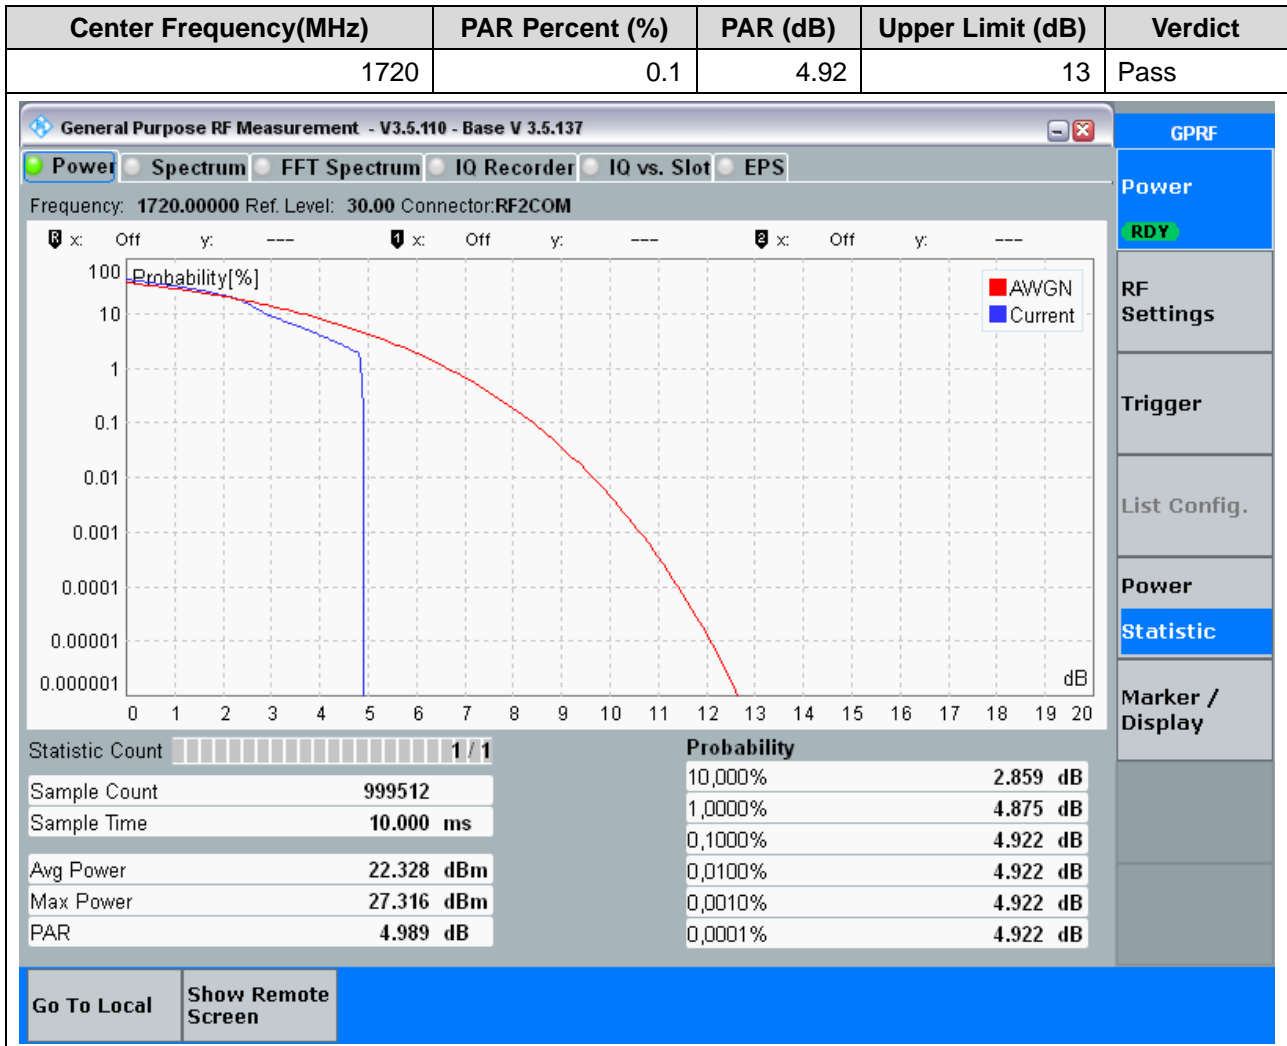 Center Frequency(MHz) PAR Percent (%) PAR (dB) Upper Limit (dB) Verdict
1720 0.1 4.92 13 Pass
General Purpose RF Measurement - V3.5.110 - Base V 3.5.137
GPRF
Power Spectrum FFT Spectrum IQ Recorder IQ vs. Slot EPS
Frequency: 1720.00000 Ref. Level: 30.00 Connector:RF2COM
R x: Off y: --- 1 x: Off y: --- 2 x: Off y: ---
Probability[%]
AWGN
Current
100
10
1
0.1
0.01
0.001
0.0001
0.00001
0.000001
dB
0 1 2 3 4 5 6 7 8 9 10 11 12 13 14 15 16 17 18 19 20
Statistic Count 1 / 1
Sample Count 999512
Sample Time 10.000 ms
Avg Power 22.328 dBm
Max Power 27.316 dBm
PAR 4.989 dB
Probability
10,000% 2.859 dB
1,0000% 4.875 dB
0,1000% 4.922 dB
0,0100% 4.922 dB
0,0010% 4.922 dB
0,0001% 4.922 dB
Power
RDY
RF
Settings
Trigger
List Config.
Power
Statistic
Marker /
Display
Go To Local
Show Remote
Screen